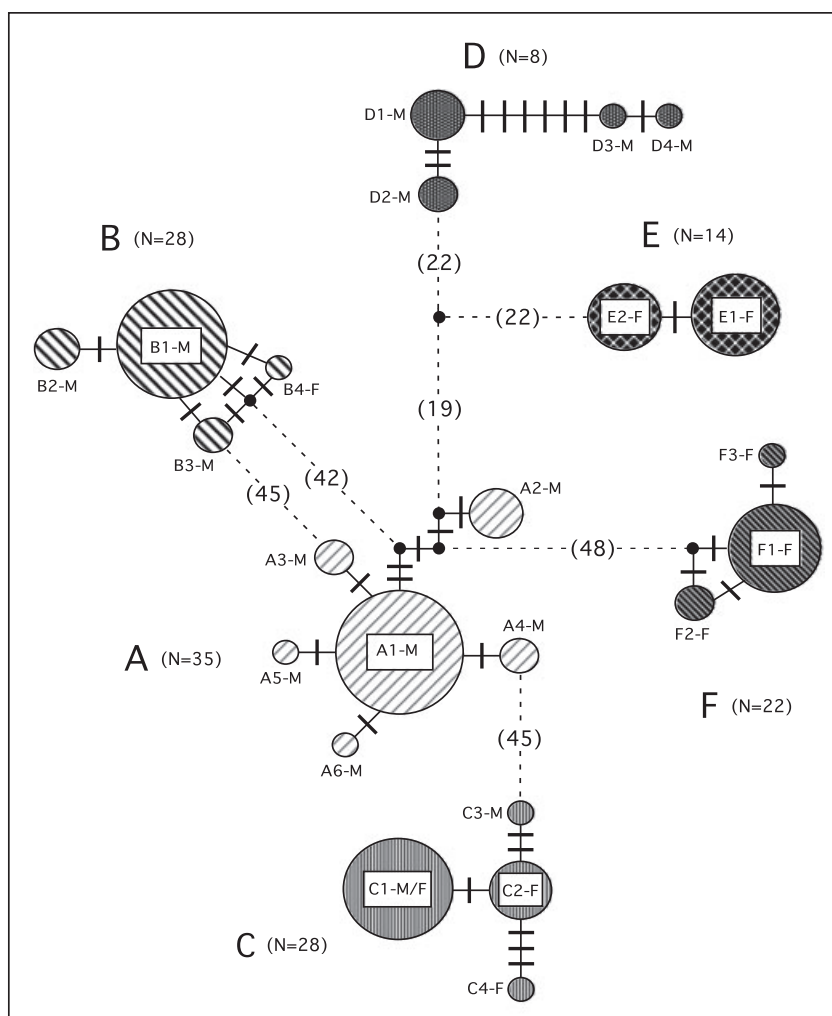 D (N=8)
D1-M
D3-M D4-M
D2-M
B (N=28)
E (N=14)
(22)
(22)
E2-F
E1-F
B1-M
B2-M
B4-F
B3-M
(19)
(45)
(42)
A2-M
F3-F
A3-M
(48)
F1-F
F2-F
A (N=35)
A1-M
A4-M
A5-M
A6-M
F (N=22)
(45)
C3-M
C1-M/F
C2-F
C (N=28)
C4-F